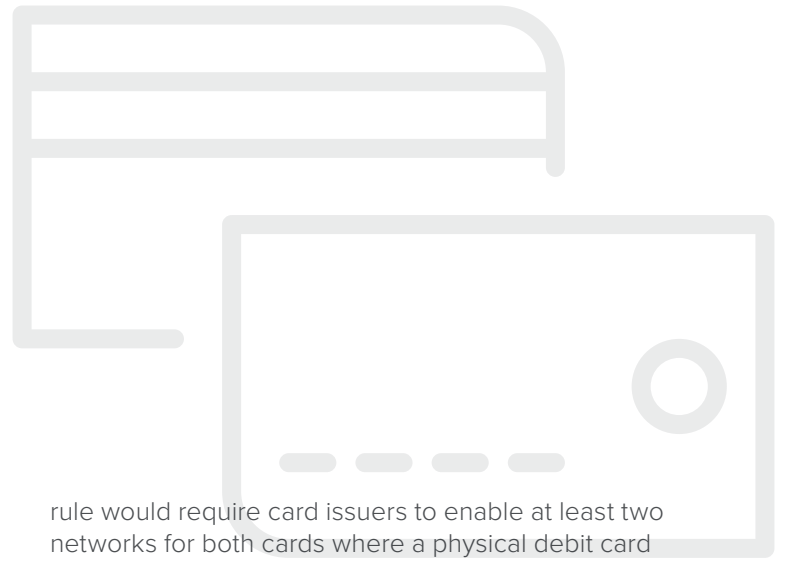 rule would require card issuers to enable at least two
networks for both cards where a physical debit card